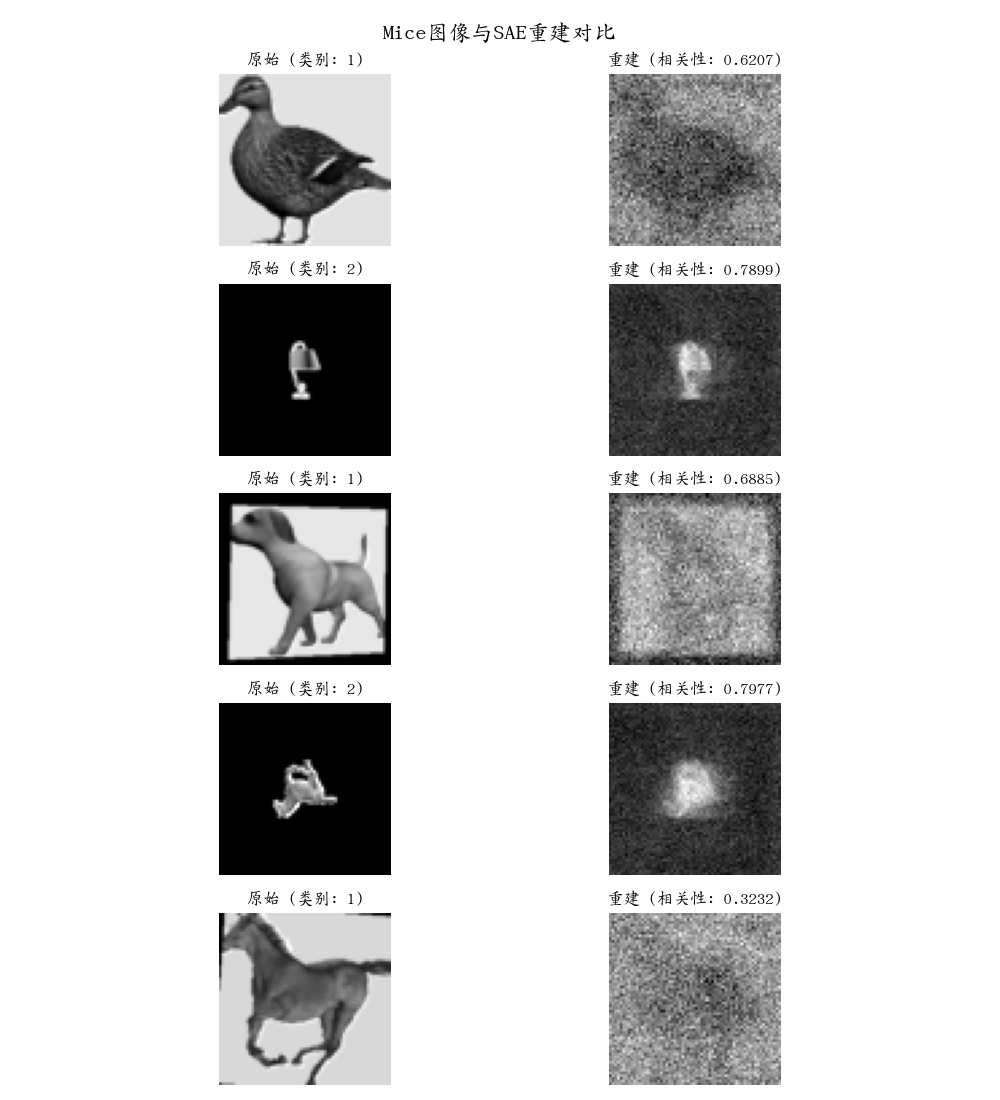 Mice图像与SAE重建对比
原始 (类别: 1)
重建 (相关性: 0.6207)
原始 (类别: 2)
重建 (相关性: 0.7899)
原始 (类别: 1)
重建 (相关性: 0.6885)
原始 (类别: 2)
重建 (相关性: 0.7977)
原始 (类别: 1)
重建 (相关性: 0.3232)